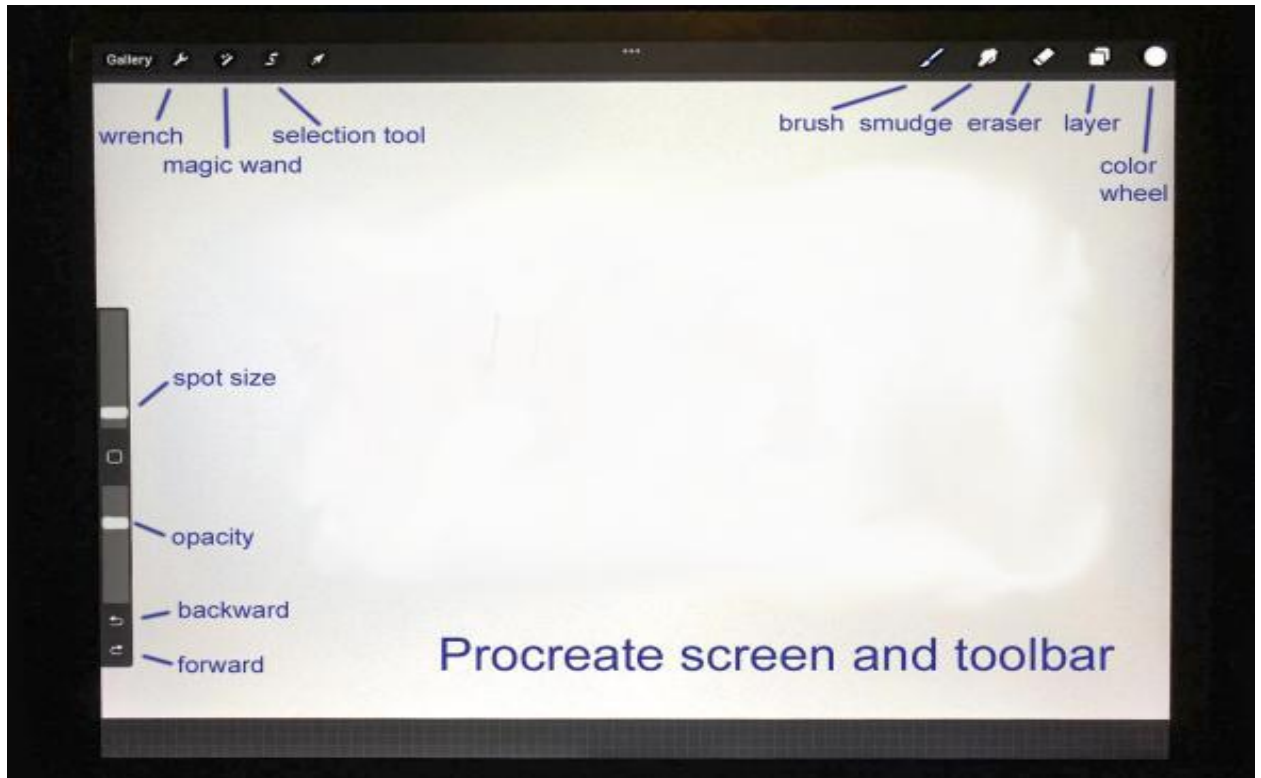 Gallery
wrench
magic wand
selection tool
brush smudge eraser layer
color
wheel
spot size
opacity
backward
forward
Procreate screen and toolbar